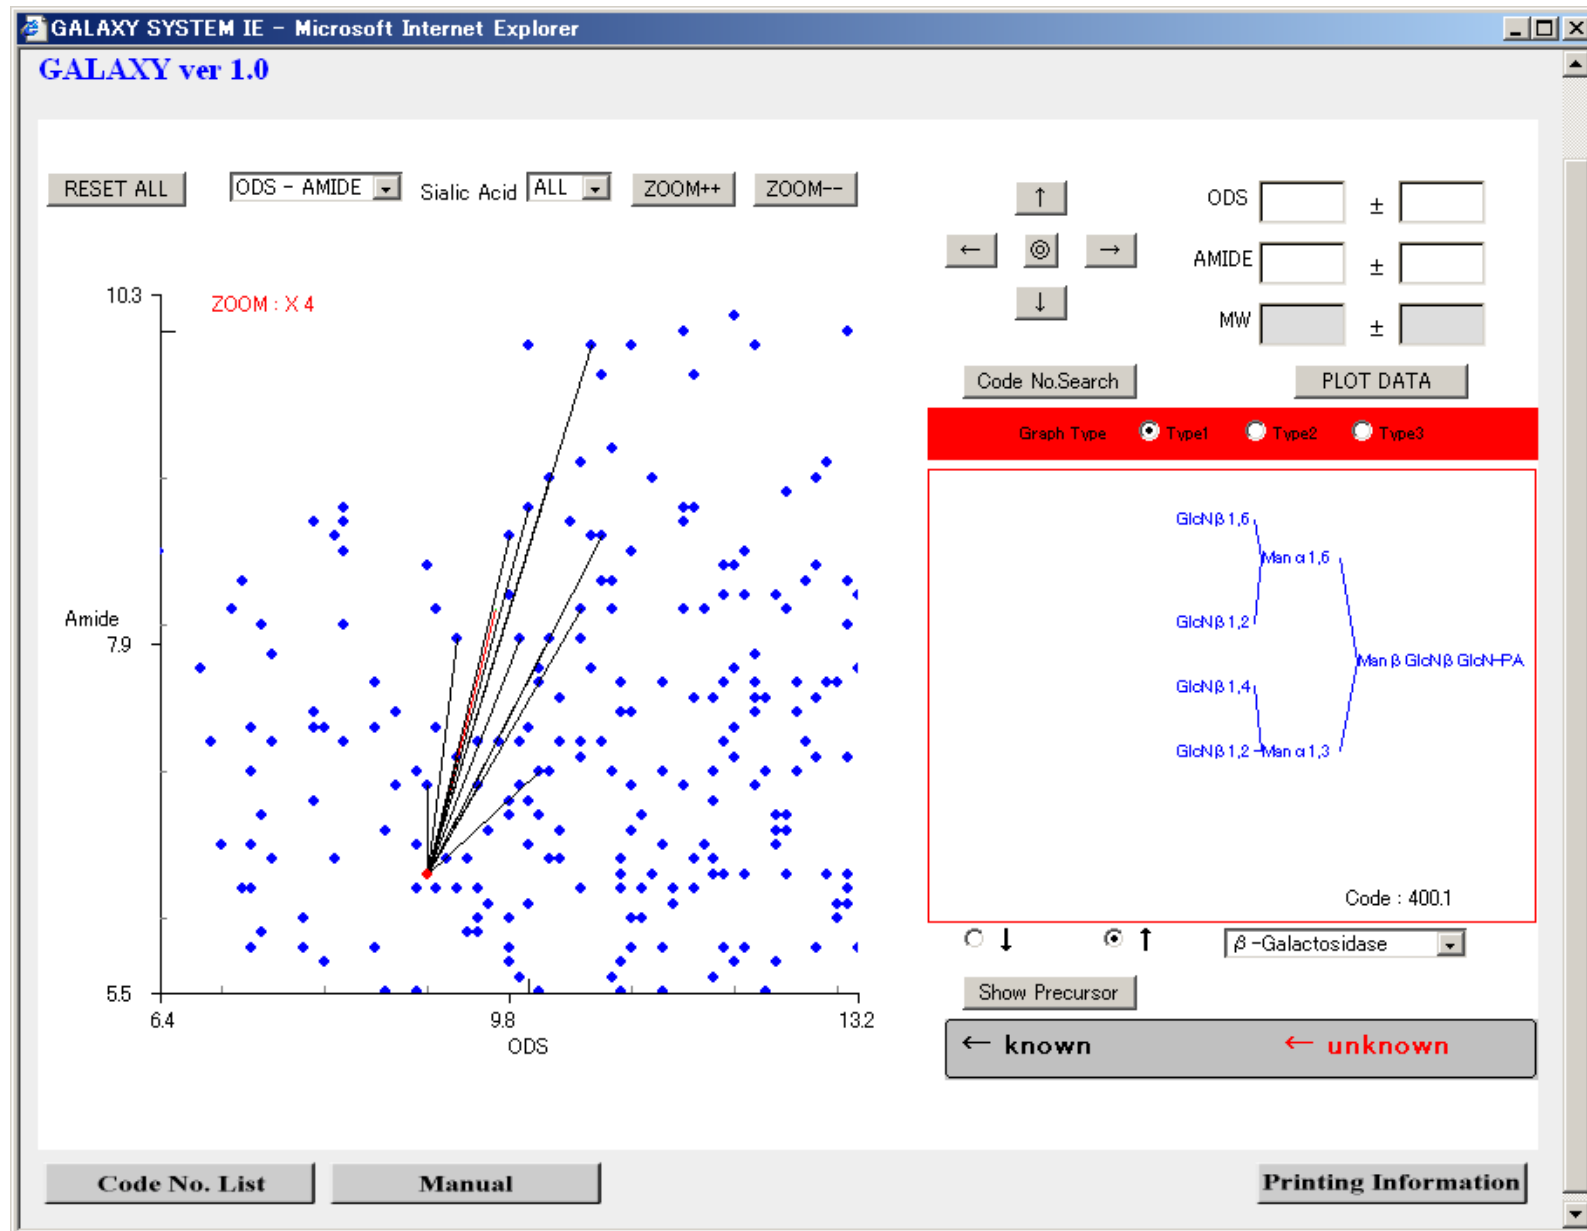 GALAXY SYSTEM IE - Microsoft Internet Explorer
GALAXY ver 1.0
RESET ALL
ODS - AMIDE
Sialic Acid
ALL
ZOOM++
ZOOM--
↑
←
◎
→
↓
ODS
±
AMIDE
±
MW
±
Code No.Search
PLOT DATA
Graph Type
Type1
Type2
Type3
10.3
ZOOM : X 4
Amide
7.9
5.5
6.4
9.8
13.2
ODS
GlcNβ1,6
Man α1,6
GlcNβ1,2
Man β GlcNβ GlcN-PA
GlcNβ1,4
GlcNβ1,2
Man α1,3
Code : 400.1
↓
↑
β-Galactosidase
Show Precursor
← known
← unknown
Code No. List
Manual
Printing Information